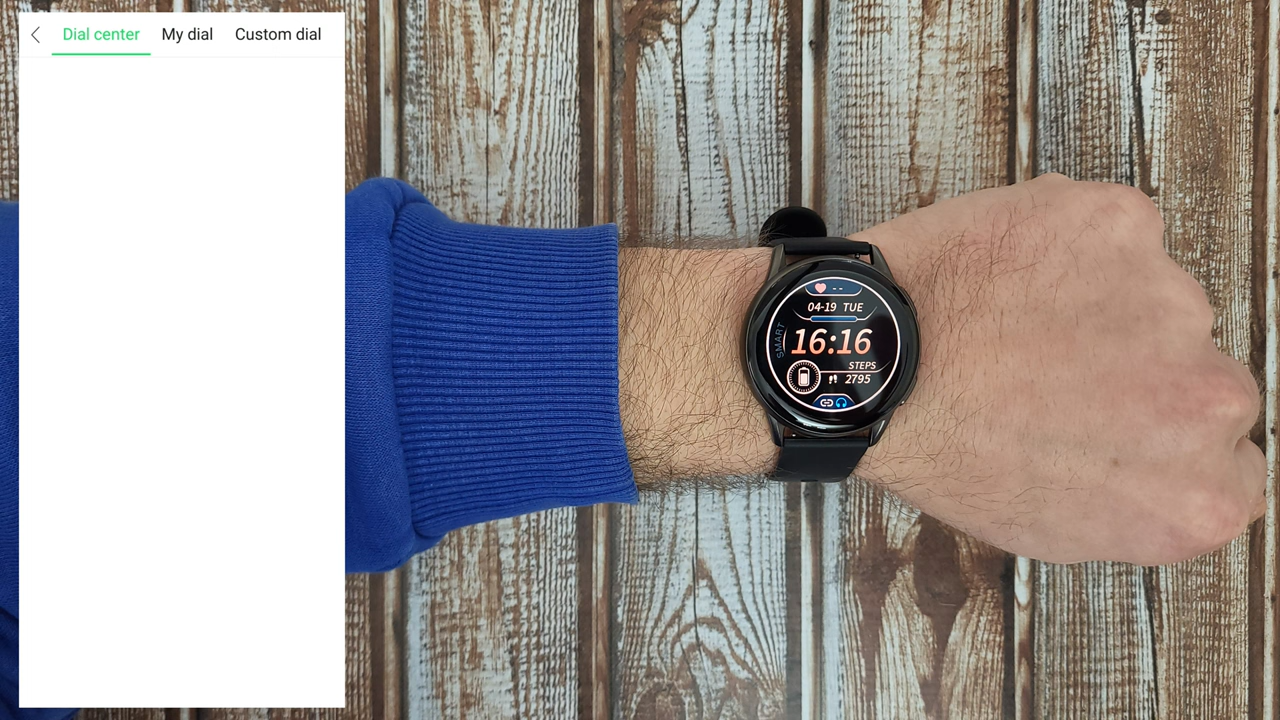 Dial center My dial Custom dial
--
04-19 TUE
SMART
16:16
STEPS
2795